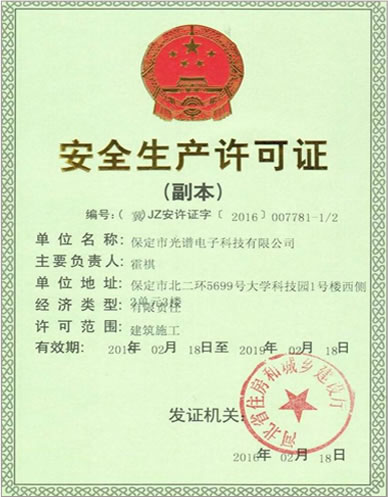 安全生产许可证
(副本)
编号:(冀)JZ安许证字〔2016〕007781-1/2
单位名称:保定市光谱电子科技有限公司
主要负责人:霍棋
单位地址:保定市北二环5699号大学科技园1号楼西侧
2单元3楼
经济类型:有限责任
许可范围:建筑施工
有效期:2016年 02月 18日至 2019年 02月 18日
发证机关:
河北省住房和城乡建设厅
2016年 02月 18日